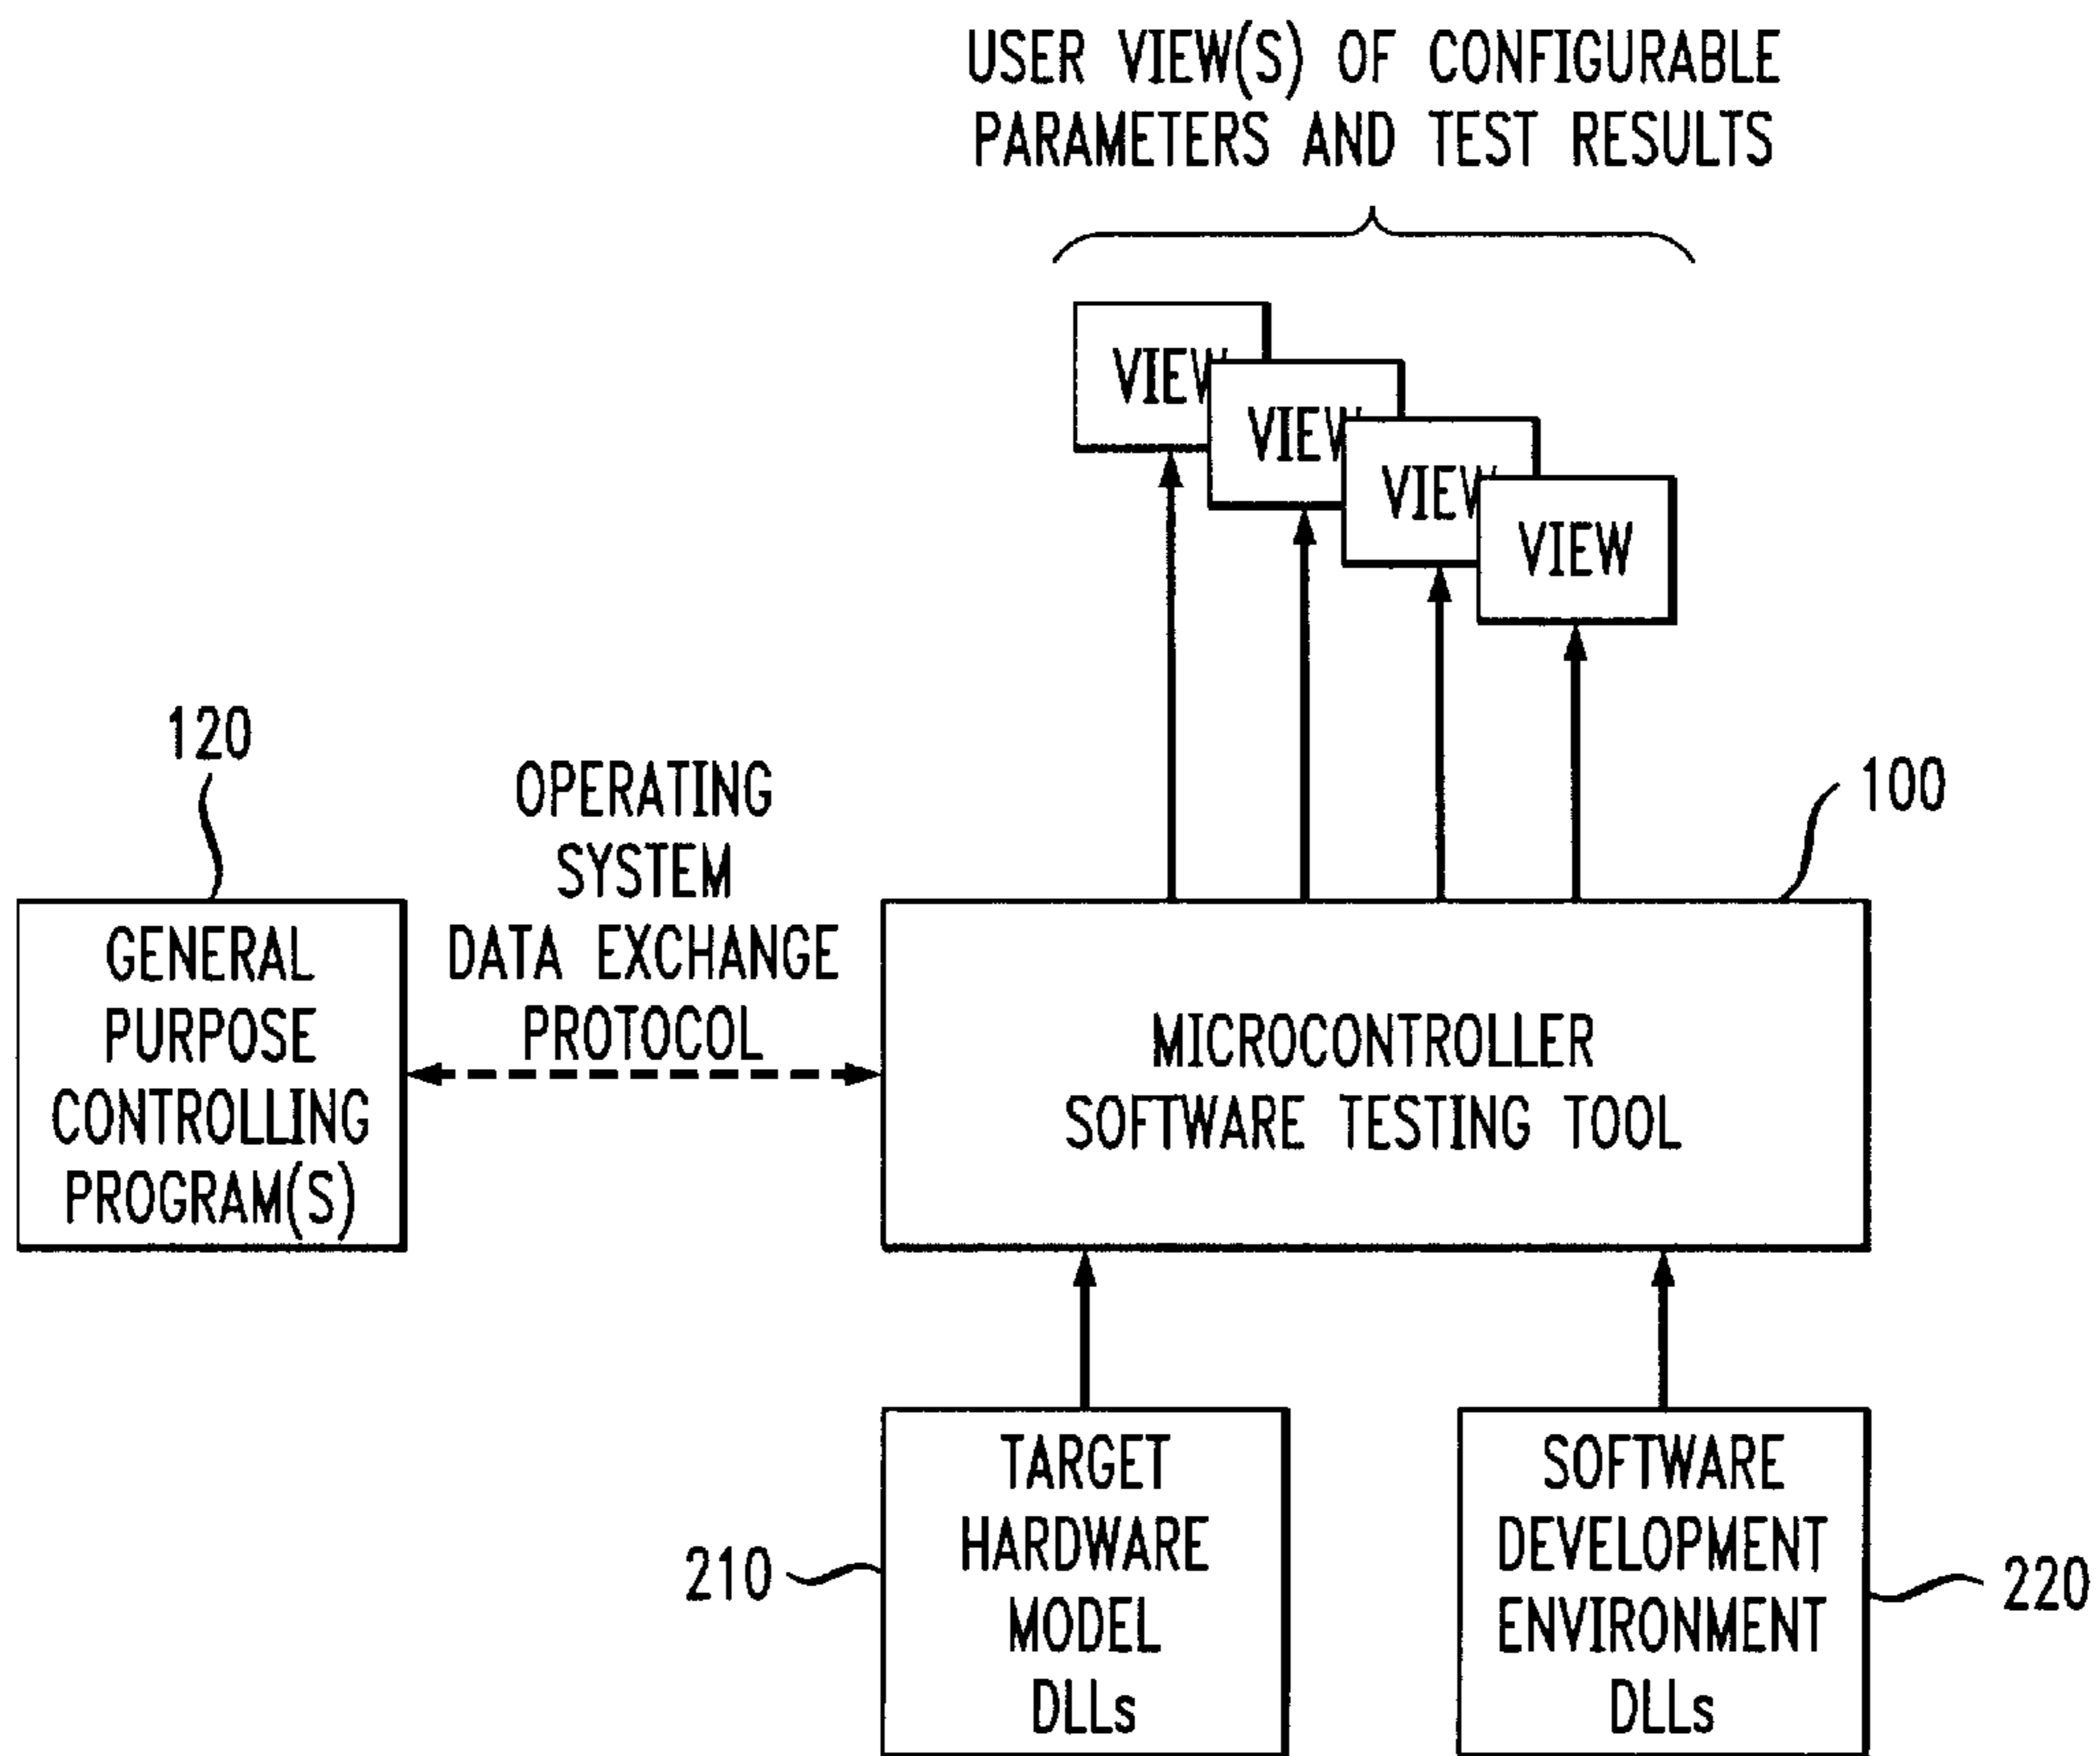 USER VIEW(S) OF CONFIGURABLE
PARAMETERS AND TEST RESULTS
VIEW
VIEW
VIEW
VIEW
120
OPERATING
SYSTEM
DATA EXCHANGE
PROTOCOL
100
GENERAL
PURPOSE
CONTROLLING
PROGRAM(S)
MICROCONTROLLER
SOFTWARE TESTING TOOL
210
TARGET
HARDWARE
MODEL
DLLs
SOFTWARE
DEVELOPMENT
ENVIRONMENT
DLLs
220